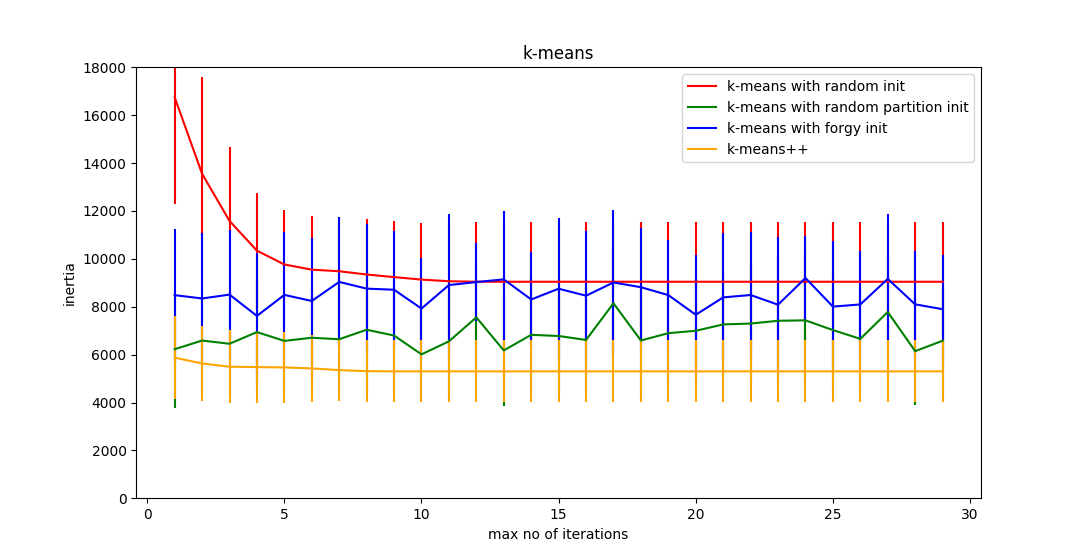 k-means
18000
16000
14000
12000
10000
8000
6000
4000
2000
0
inertia
k-means with random init
k-means with random partition init
k-means with forgy init
k-means++
0 5 10 15 20 25 30
max no of iterations